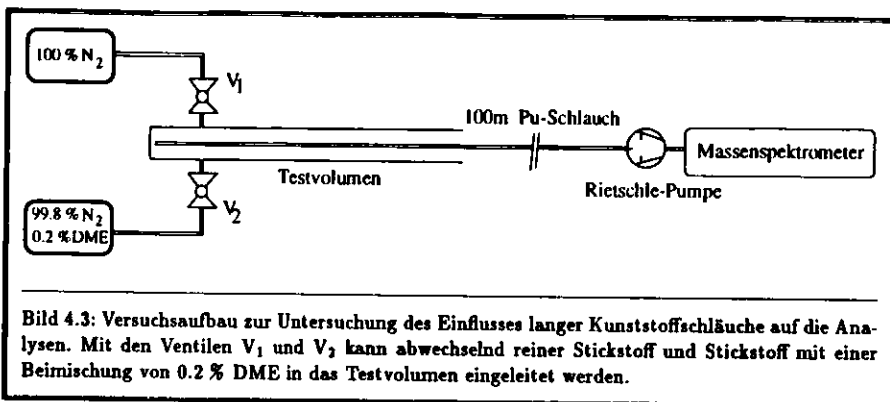 100 % N₂
V₁
100m Pu-Schlauch
Massenspektrometer
Testvolumen
Rietschle-Pumpe
V₂
99.8 % N₂
0.2 % DME
Bild 4.3: Versuchsaufbau zur Untersuchung des Einflusses langer Kunststoffschläuche auf die Ana-
lysen. Mit den Ventilen V₁ und V₂ kann abwechselnd reiner Stickstoff und Stickstoff mit einer
Beimischung von 0.2 % DME in das Testvolumen eingeleitet werden.